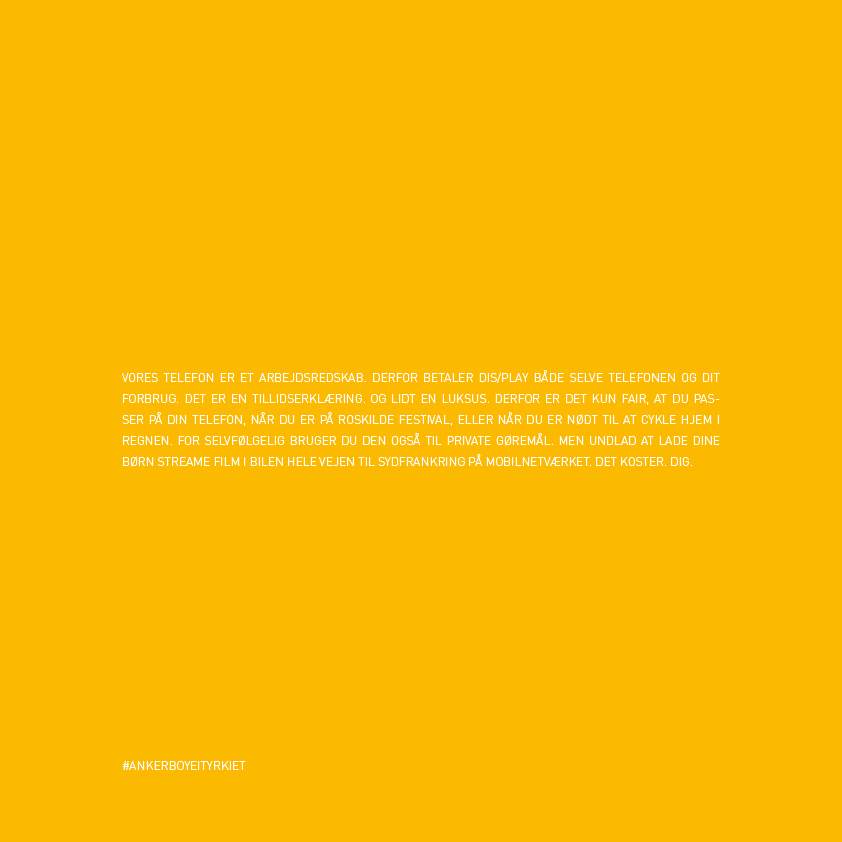 VORES TELEFON ER ET ARBEJDSREDSKAB. DERFOR BETALER DIS/PLAY BÅDE SELVE TELEFONEN OG DIT
FORBRUG. DET ER EN TILLIDSERKLÆRING. OG LIDT EN LUKSUS. DERFOR ER DET KUN FAIR, AT DU PAS-
SER PÅ DIN TELEFON, NÅR DU ER PÅ ROSKILDE FESTIVAL, ELLER NÅR DU ER NØDT TIL AT CYKLE HJEM I
REGNEN. FOR SELVFØLGELIG BRUGER DU DEN OGSÅ TIL PRIVATE GØREMÅL. MEN UNDLAD AT LADE DINE
BØRN STREAME FILM I BILEN HELE VEJEN TIL SYDFRANKRING PÅ MOBILNETVÆRKET. DET KOSTER. DIG.
#ANKERBOYEITYRKIET